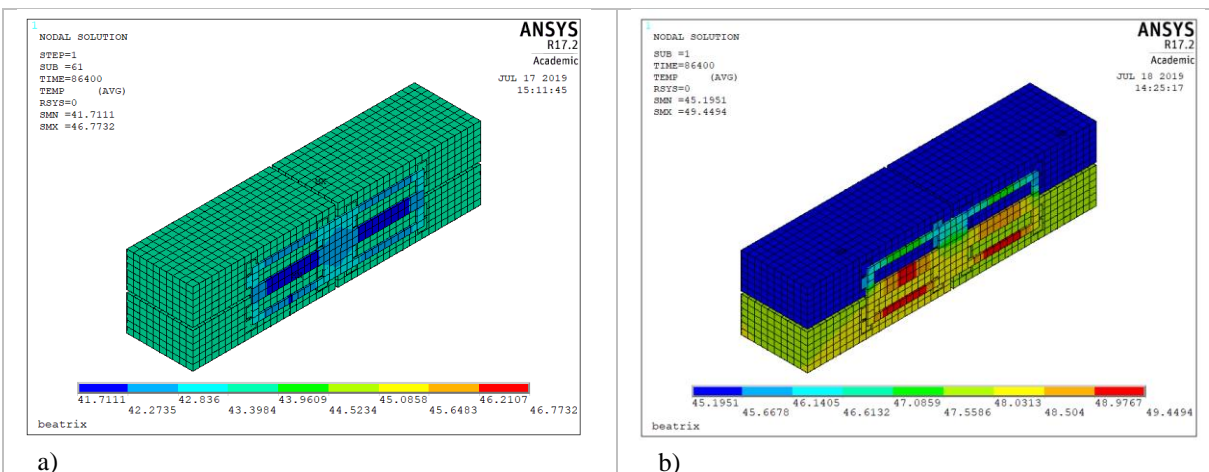 1
NODAL SOLUTION
STEP=1
SUB =61
TIME=86400
TEMP (AVG)
RSYS=0
SMN =41.7111
SMX =46.7732
ANSYS
R17.2
Academic
JUL 17 2019
15:11:45
41.7111 42.836 43.9609 45.0858 46.2107
42.2735 43.3984 44.5234 45.6483 46.7732
beatrix
a)
1
NODAL SOLUTION
SUB =1
TIME=86400
TEMP (AVG)
RSYS=0
SMN =45.1951
SMX =49.4494
ANSYS
R17.2
Academic
JUL 18 2019
14:25:17
45.1951 46.1405 47.0859 48.0313 48.9767
45.6678 46.6132 47.5586 48.504 49.4494
beatrix
b)